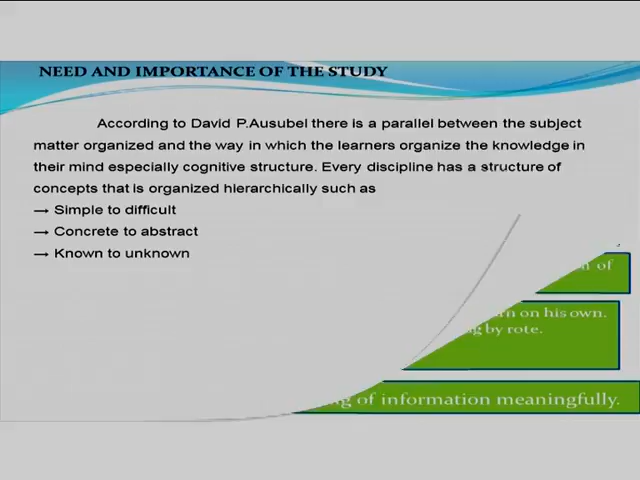 NEED AND IMPORTANCE OF THE STUDY
According to David P.Ausubel there is a parallel between the subject
matter organized and the way in which the learners organize the knowledge in
their mind especially cognitive structure. Every discipline has a structure of
concepts that is organized hierarchically such as
→ Simple to difficult
→ Concrete to abstract
→ Known to unknown
of
on his own.
by rote.
of information meaningfully.